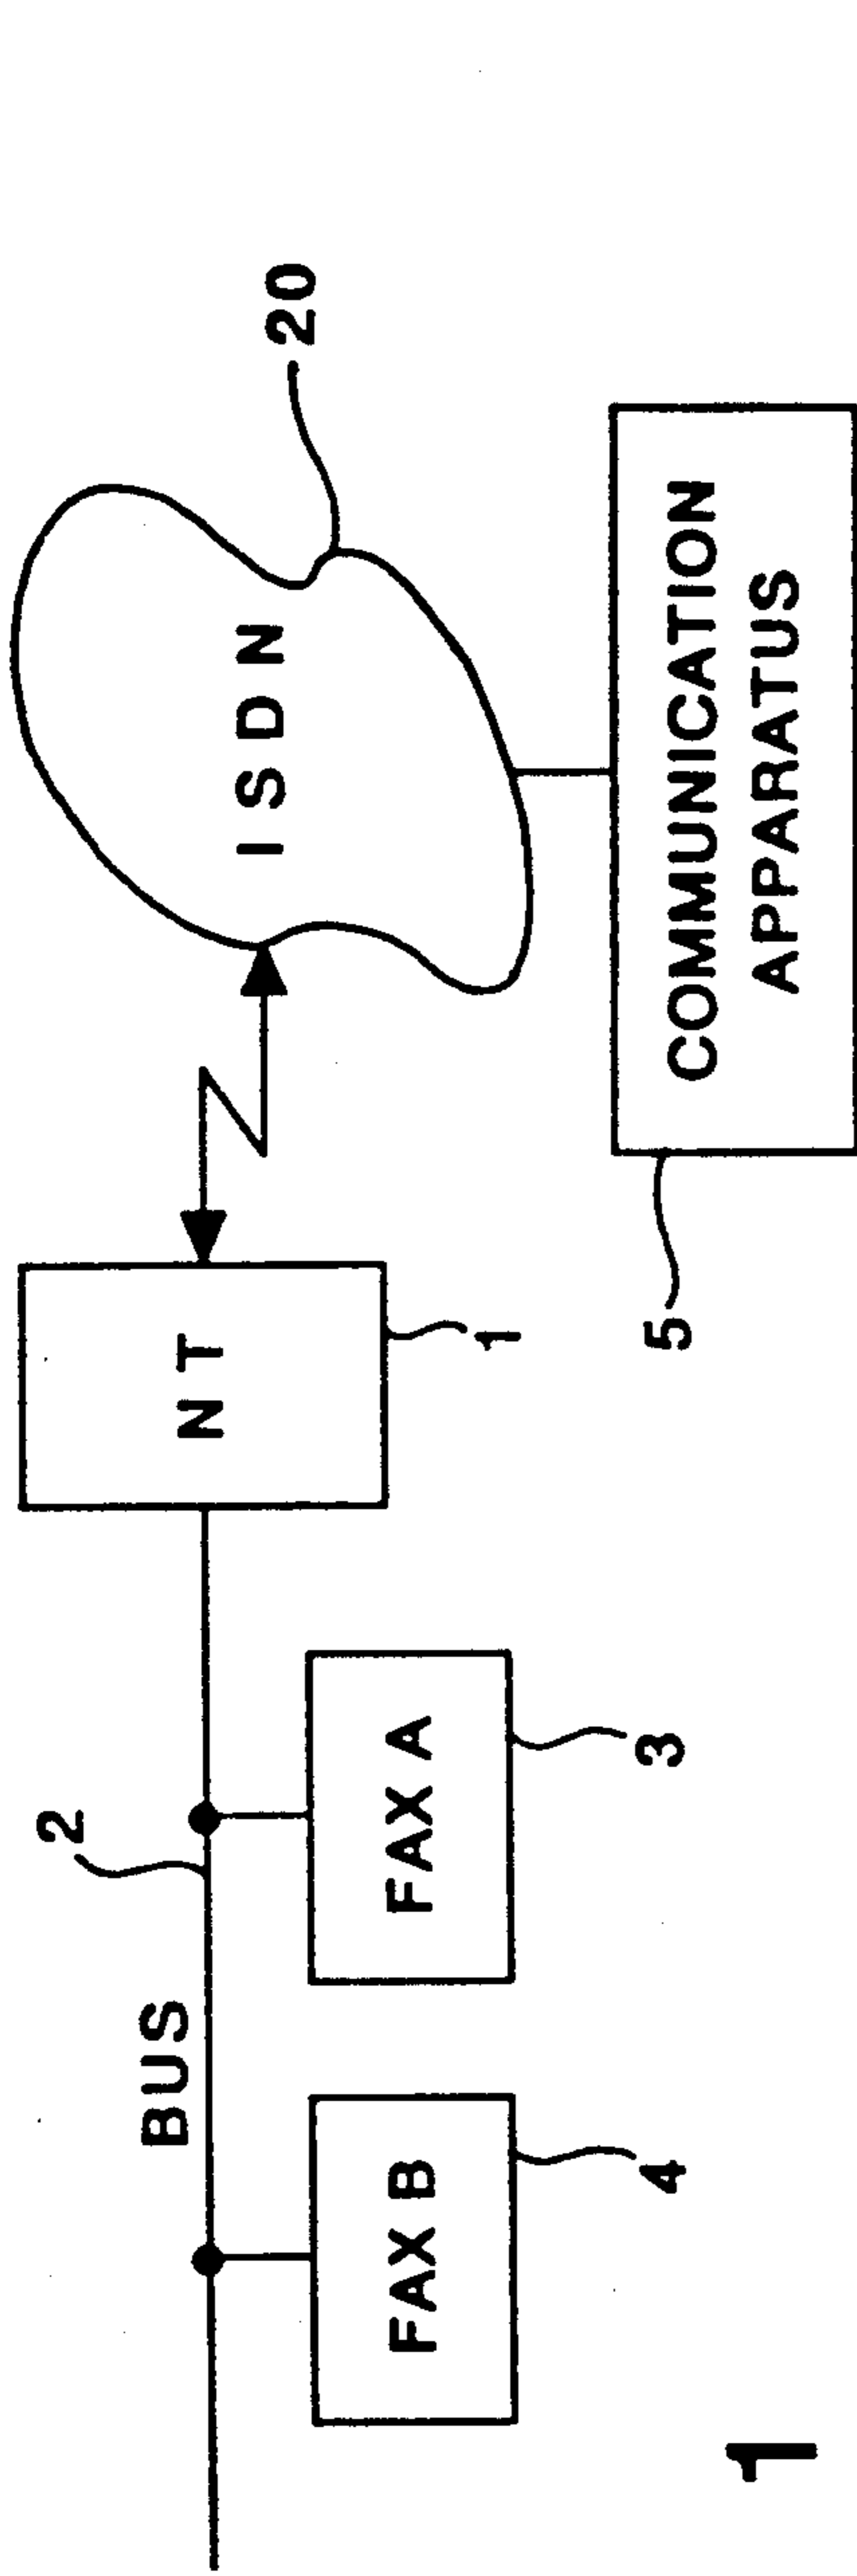 BUS
2
NT
ISDN
20
FAX B
FAX A
4
3
1
5
COMMUNICATION
APPARATUS
1